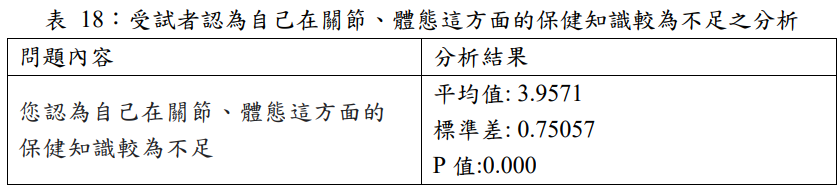 表 18：受試者認為自己在關節、體態這方面的保健知識較為不足之分析
問題內容
分析結果
您認為自己在關節、體態這方面的
保健知識較為不足
平均值: 3.9571
標準差: 0.75057
P 值:0.000